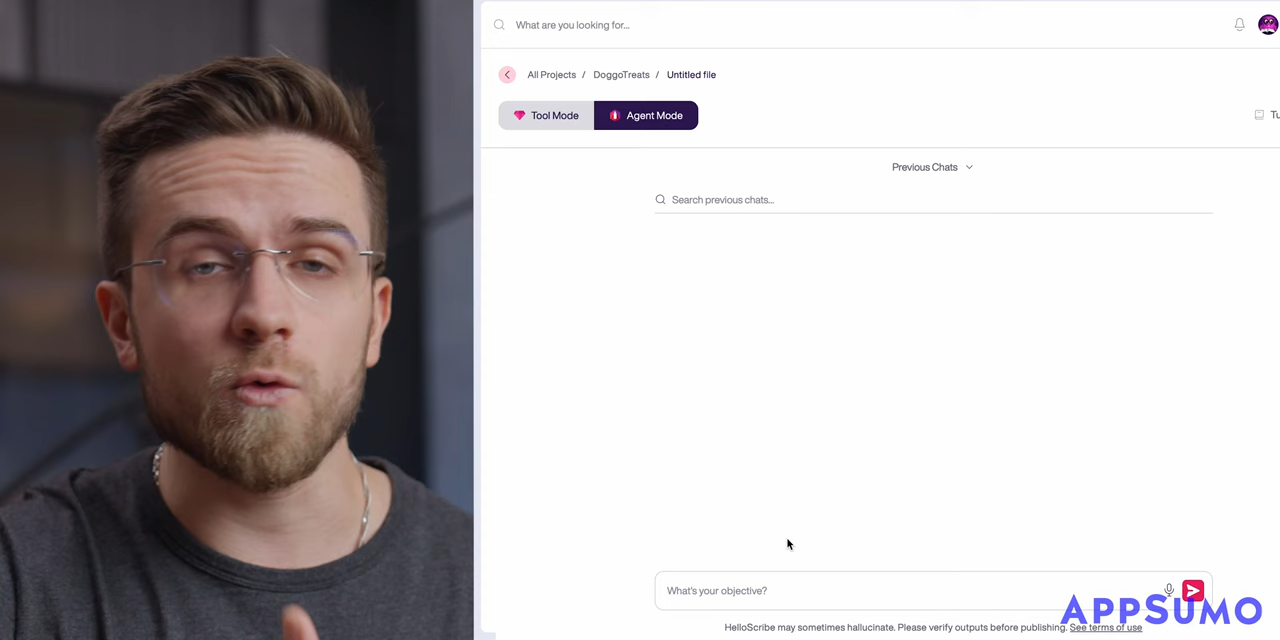 What are you looking for...
All Projects / DoggoTreats / Untitled file
Tool Mode
Agent Mode
Tu
Previous Chats
Search previous chats...
What's your objective?
APPSUMO
HelloScribe may sometimes hallucinate. Please verify outputs before publishing. See terms of use